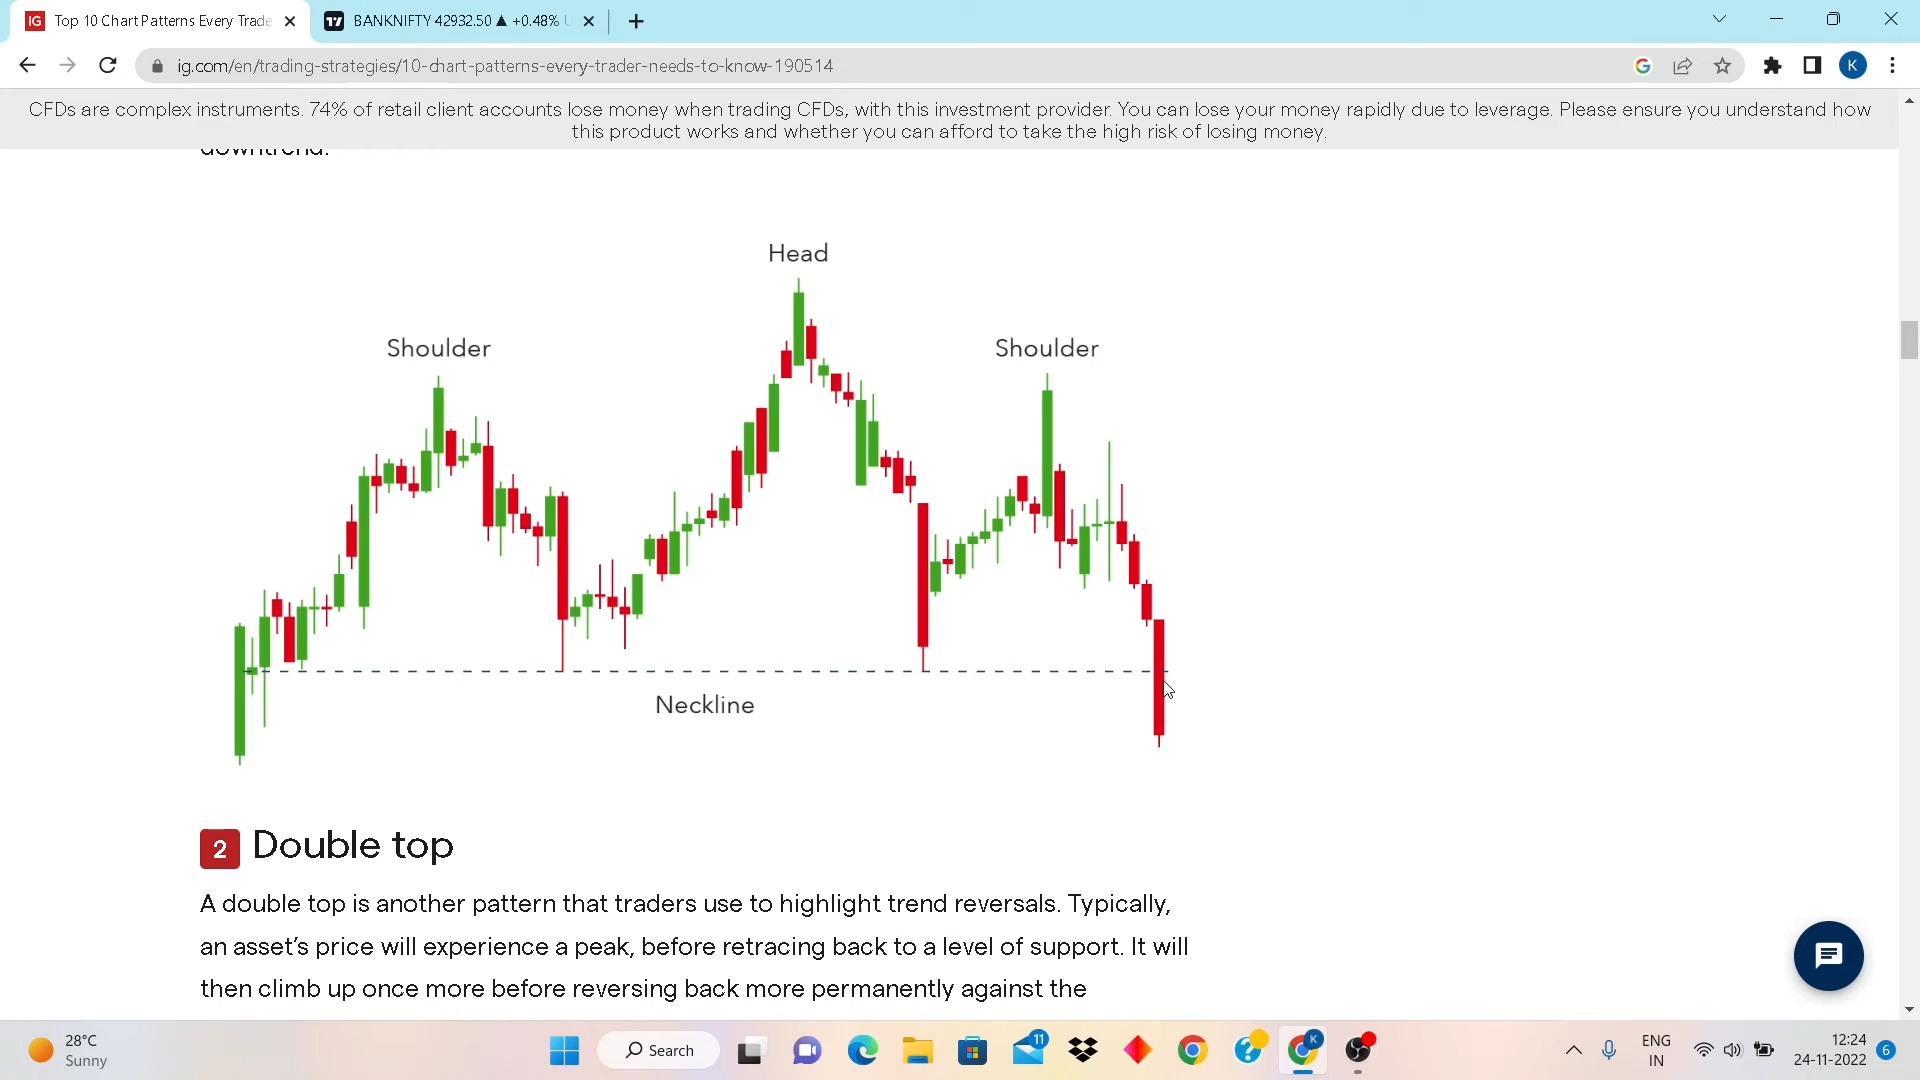 IG Top 10 Chart Patterns Every Trade
BANKNIFTY 42932.50 ▲ +0.48%
ig.com/en/trading-strategies/10-chart-patterns-every-trader-needs-to-know-190514
K
CFDs are complex instruments. 74% of retail client accounts lose money when trading CFDs, with this investment provider. You can lose your money rapidly due to leverage. Please ensure you understand how
this product works and whether you can afford to take the high risk of losing money.
downtrend.
Head
Shoulder
Shoulder
Neckline
2 Double top
A double top is another pattern that traders use to highlight trend reversals. Typically,
an asset's price will experience a peak, before retracing back to a level of support. It will
then climb up once more before reversing back more permanently against the
28°C
Sunny
Search
11
K
ENG
IN
12:24
24-11-2022
6